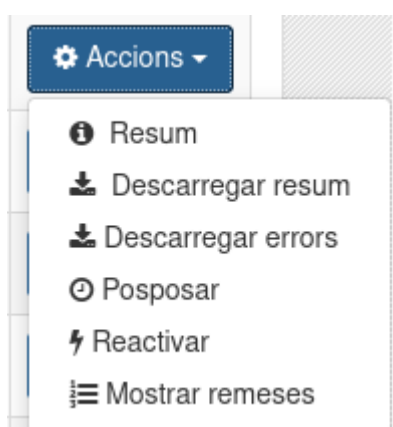 Accions
Resum
Descarregar resum
Descarregar errors
Posposar
Reactivar
Mostrar remeses